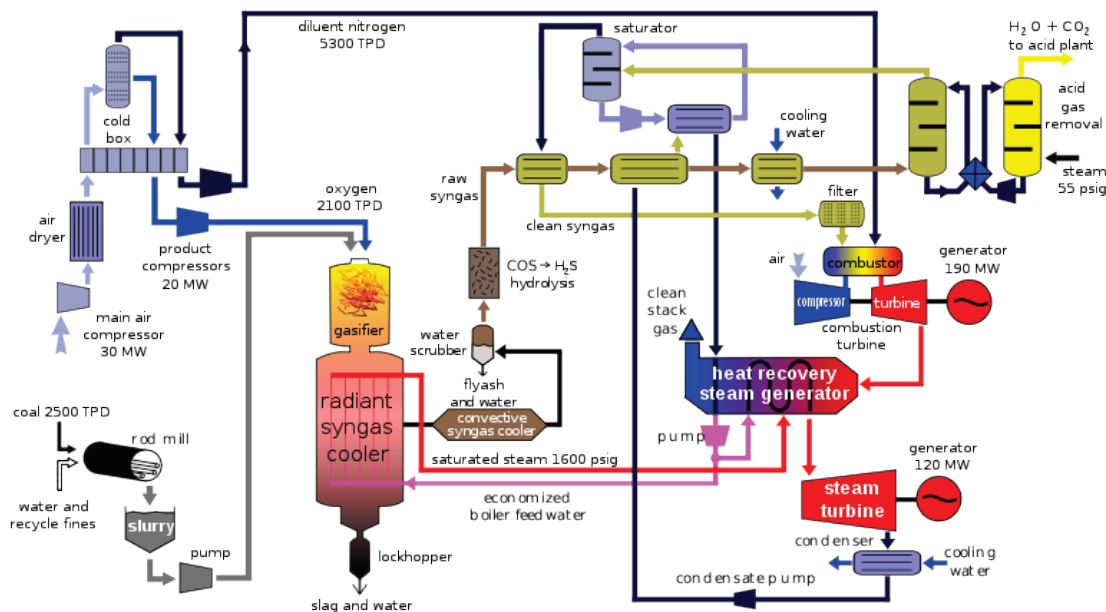 diluent nitrogen
5300 TPD
saturator
H₂O + CO₂
to acid plant
cold
box
cooling
water
acid
gas
removal
steam
55 psig
oxygen
2100 TPD
raw
syngas
filter
clean syngas
air
dryer
product
compressors
20 MW
COS→H₂S
hydrolysis
air
combustor
generator
190 MW
compressor
turbine
combustion
turbine
main air
compressor
30 MW
gasifier
water
scrubber
clean
stack
gas
flyash
and water
heat recovery
steam generator
coal 2500 TPD
rod mill
radiant
syngas
cooler
convective
syngas cooler
pump
saturated steam 1600 psig
generator
120 MW
water and
recycle fines
economized
boiler feed water
steam
turbine
slurry
pump
lockhopper
condenser
cooling
water
condensate pump
slag and water